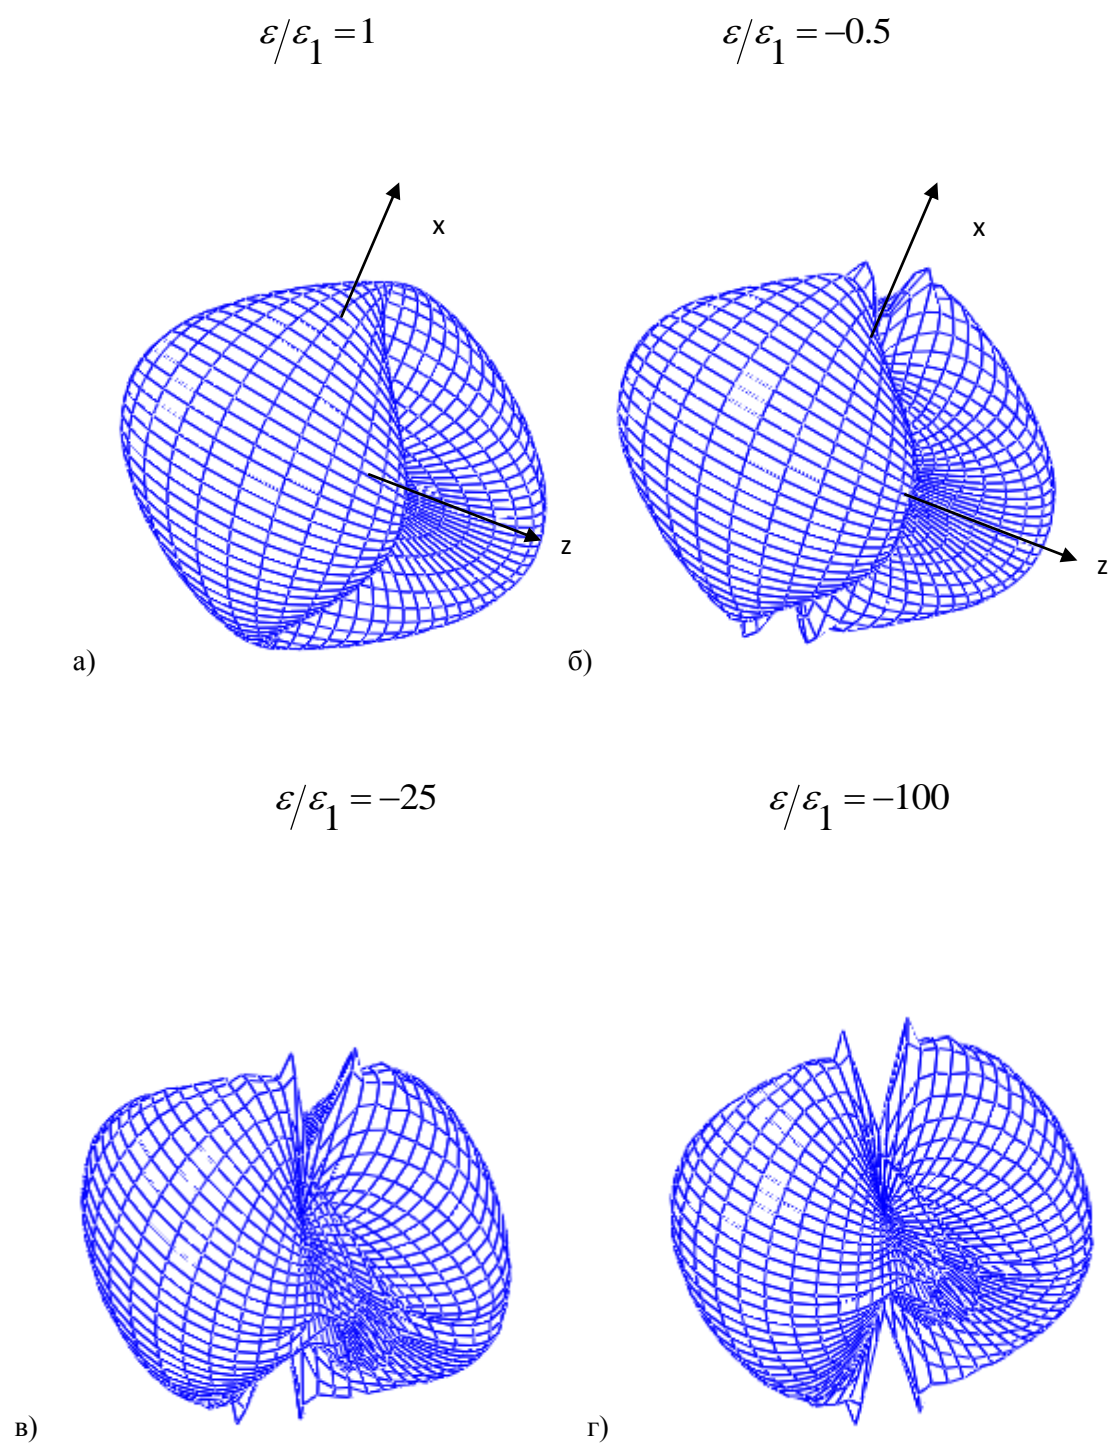 ε/ε₁ = 1
ε/ε₁ = −0.5
x
x
z
z
а)
б)
ε/ε₁ = −25
ε/ε₁ = −100
в)
г)